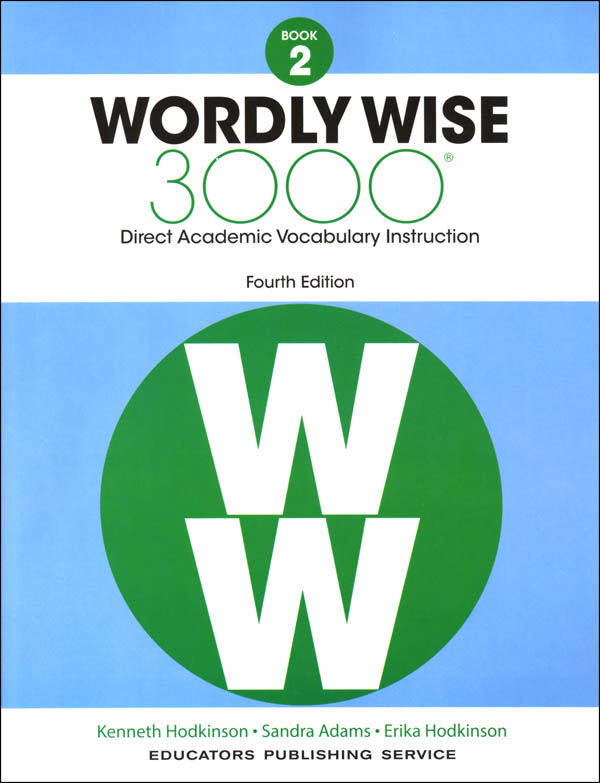 BOOK
2
WORDLY WISE
3000®
Direct Academic Vocabulary Instruction
Fourth Edition
W
W
Kenneth Hodkinson • Sandra Adams • Erika Hodkinson
EDUCATORS PUBLISHING SERVICE